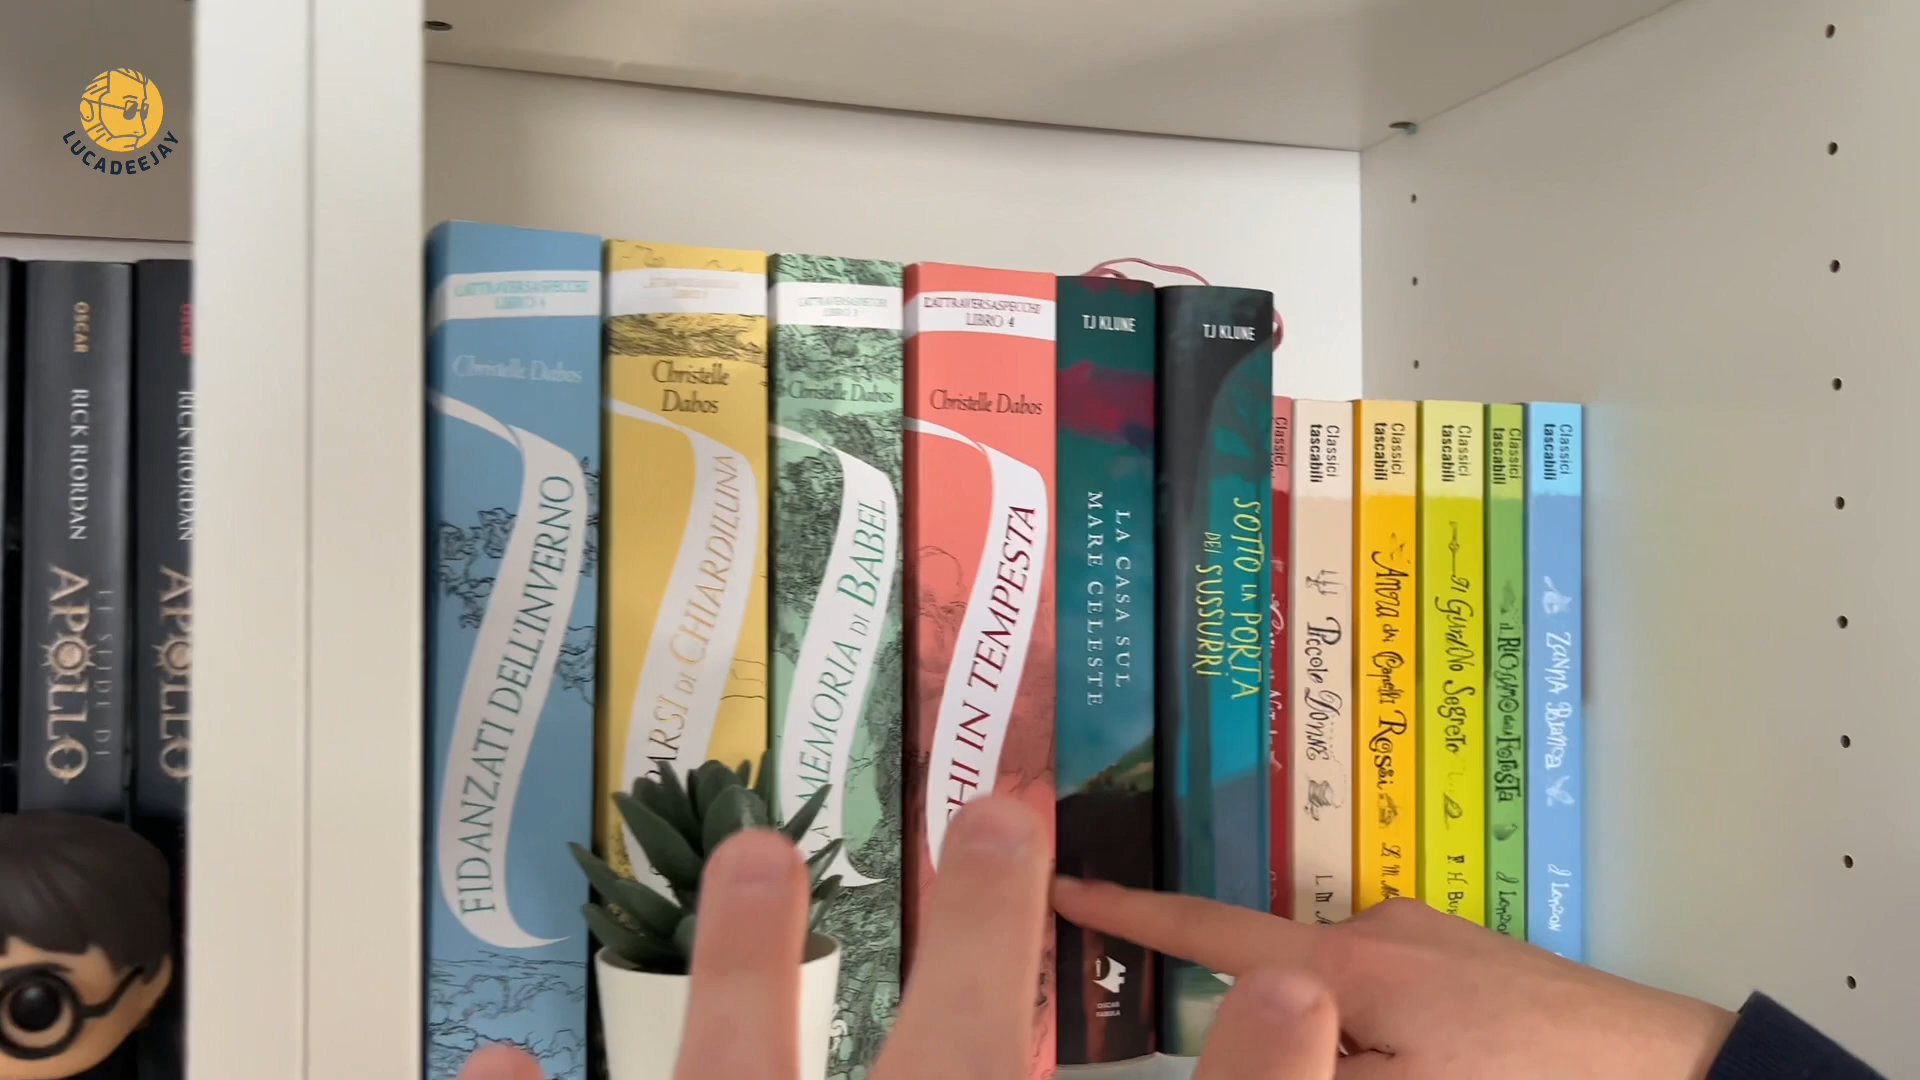 LUCADEEJAY
OSCAR
RICK RIORDAN
LE SFIDE DI
APOLLO
RICK RIORDAN
APOLLO
L'ATTRAVERSASPECCHI
LIBRO 1
Christelle Dabos
FIDANZATI DELL'INVERNO
Christelle
Dabos
DI CHIARDILUNA
L'ATTRAVERSASPECCHI
LIBRO 3
Christelle Dabos
MEMORIA DI BABEL
L'ATTRAVERSASPECCHI
LIBRO 4
Christelle Dabos
IN TEMPESTA
TJ KLUNE
LA CASA SUL
MARE CELESTE
OSCAR
FABULA
TJ KLUNE
SOTTO LA PORTA
DEI SUSSURRI
Classici
Classici
tascabili
Piccole Donne
Classici
tascabili
Anna dai Capelli Rossi
Classici
tascabili
Il Giardino Segreto
F. H. Bur
Classici
tascabili
il Richiamo della Foresta
J. London
Classici
tascabili
Zanna Bianca
J. London